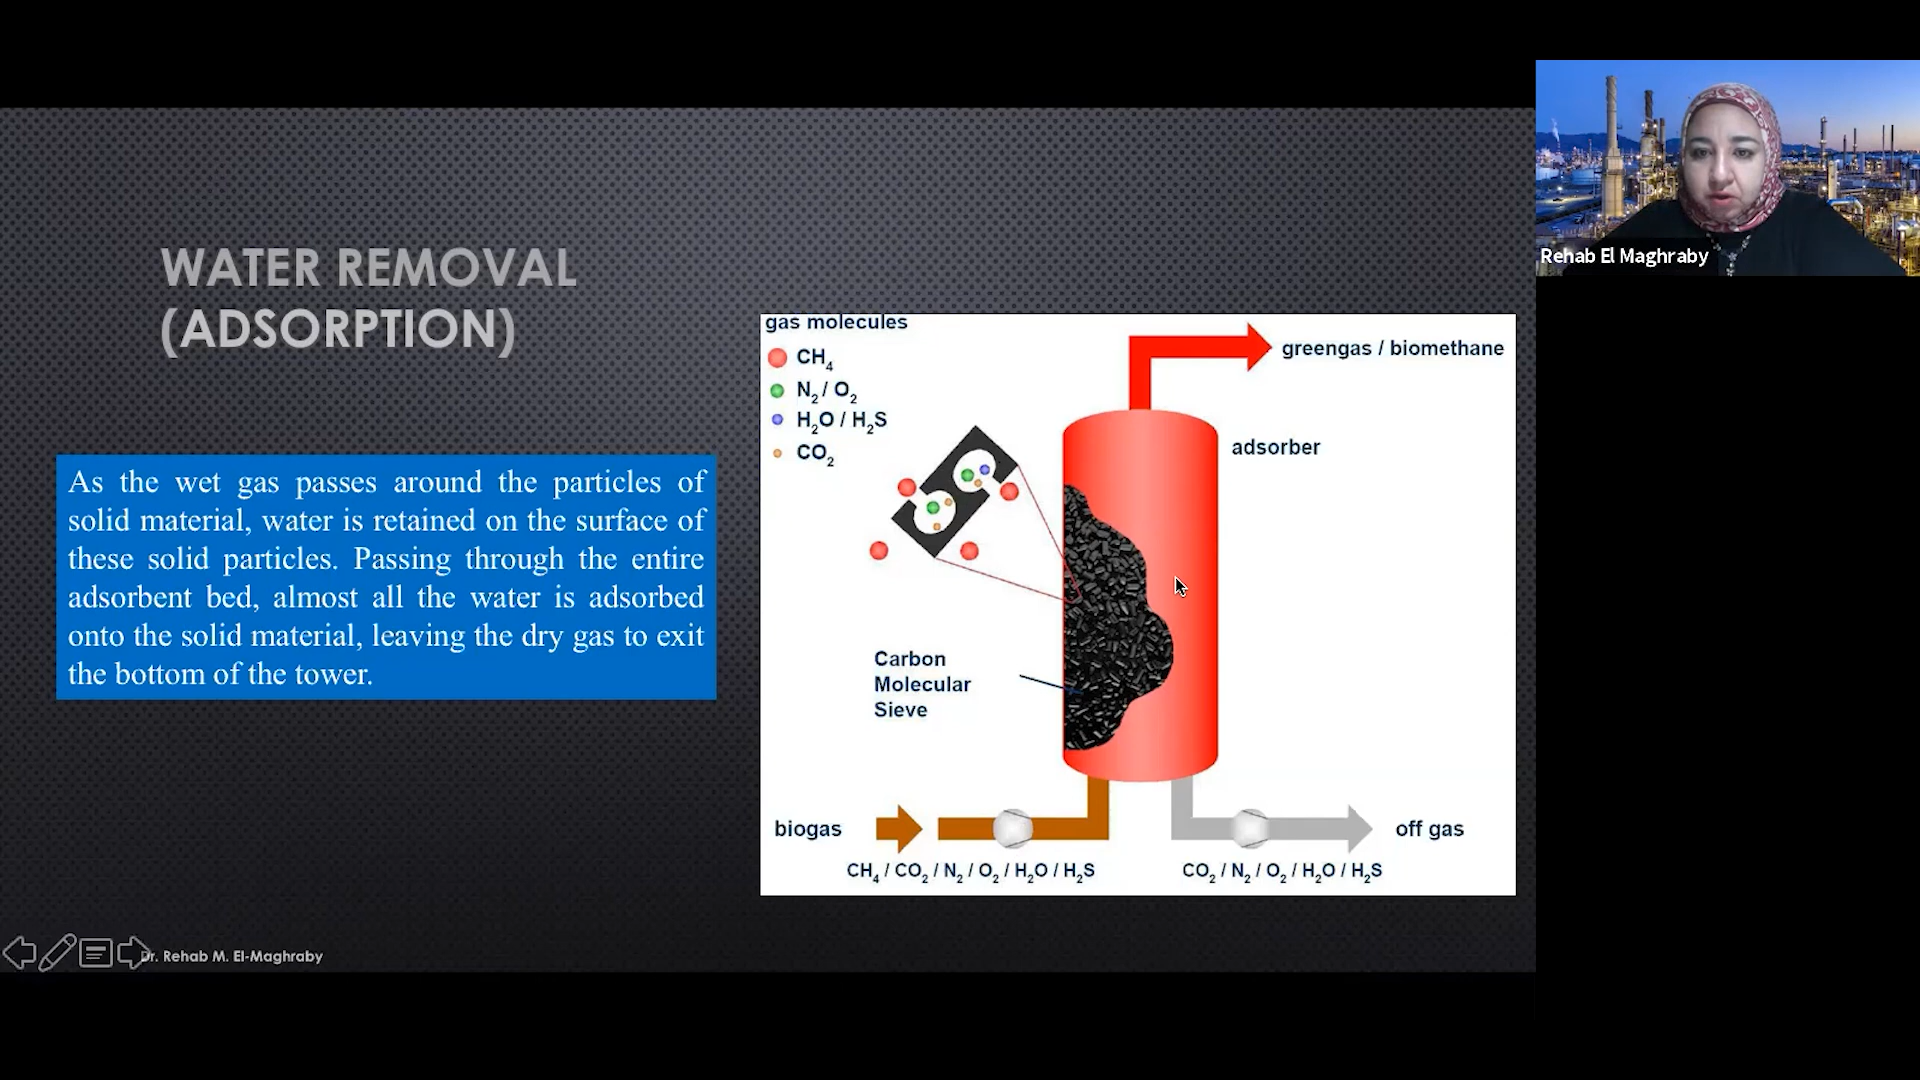 WATER REMOVAL
(ADSORPTION)
As the wet gas passes around the particles of
solid material, water is retained on the surface of
these solid particles. Passing through the entire
adsorbent bed, almost all the water is adsorbed
onto the solid material, leaving the dry gas to exit
the bottom of the tower.
gas molecules
CH4
N2 / O2
H2O / H2S
CO2
greengas / biomethane
adsorber
Carbon
Molecular
Sieve
biogas
off gas
CH4 / CO2 / N2 / O2 / H2O / H2S
CO2 / N2 / O2 / H2O / H2S
Dr. Rehab M. El-Maghraby
Rehab El Maghraby